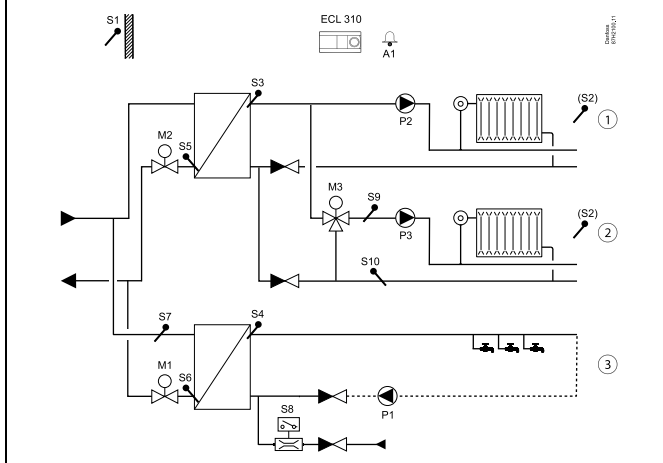 S1
ECL 310
A1
Danfoss
87H2100,11
S3
P2
(S2)
1
M2
S5
M3
S9
P3
(S2)
2
S10
S7
S4
M1
S6
S8
P1
3